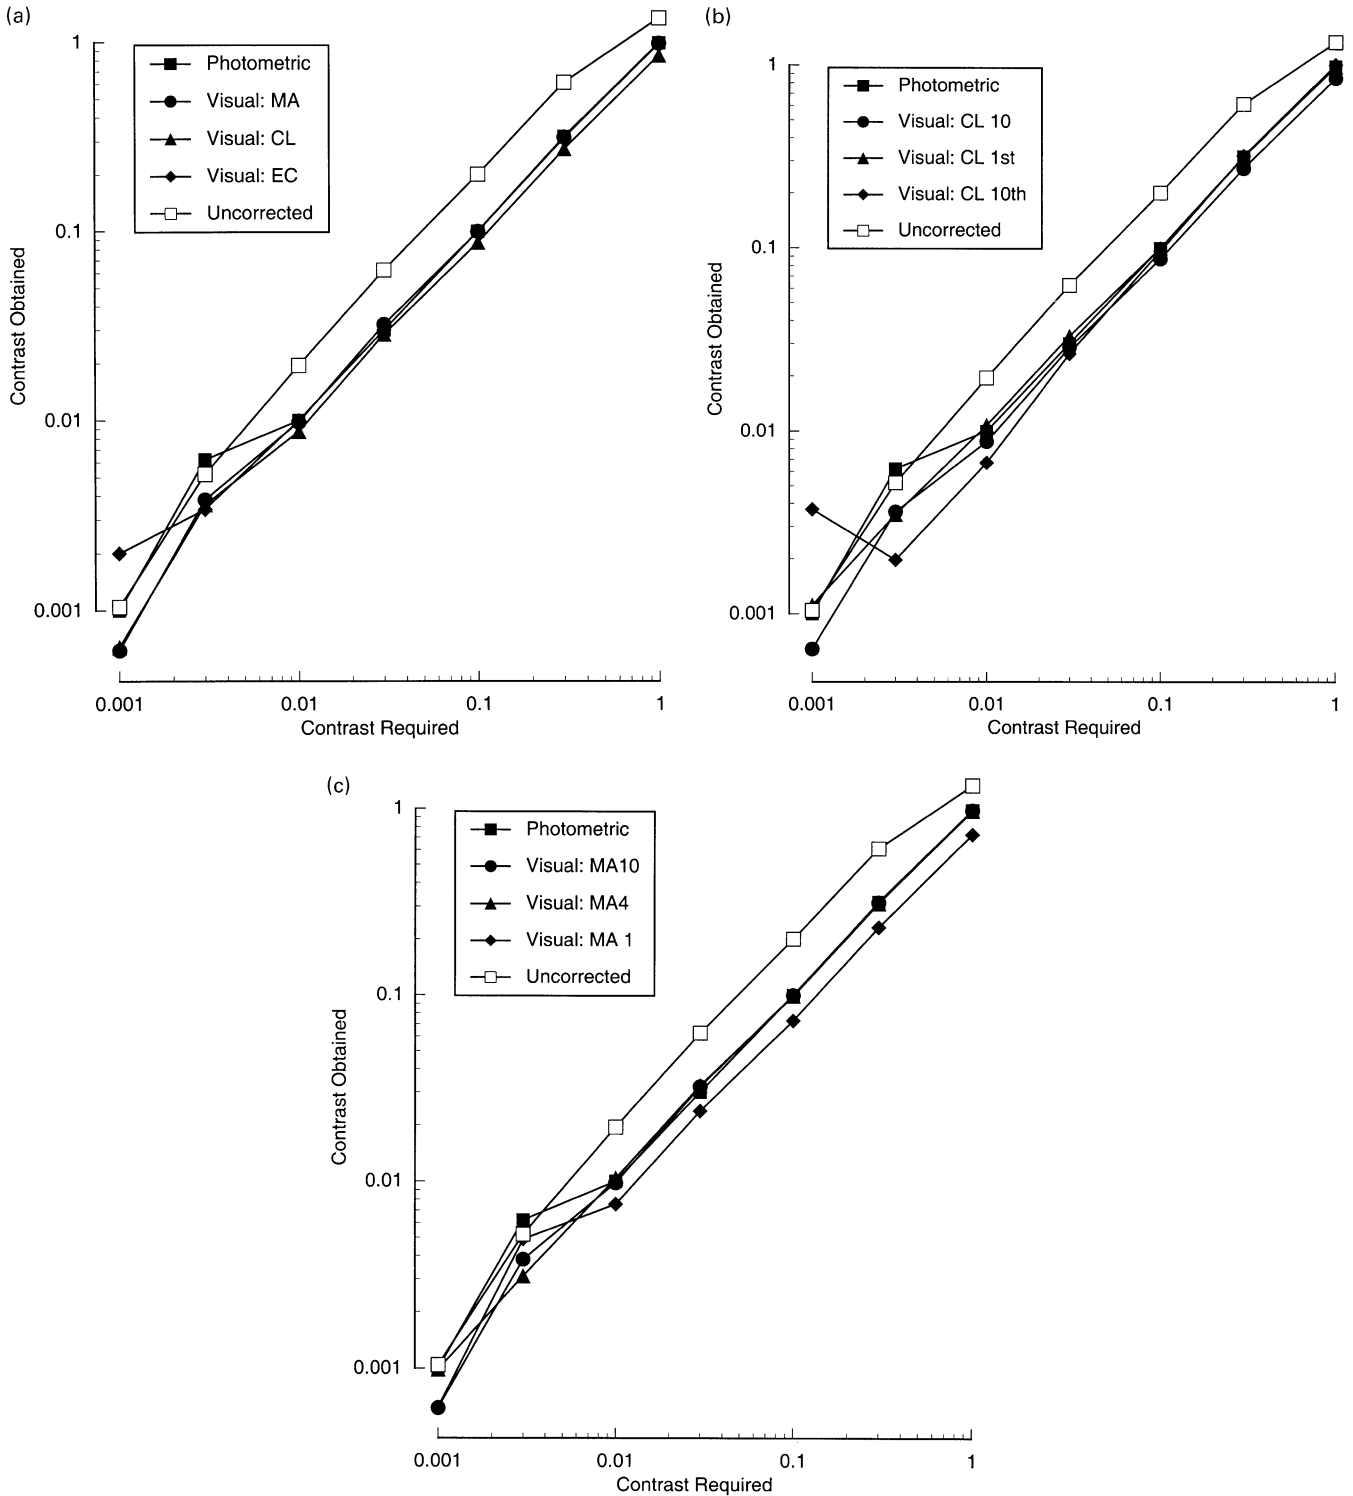 (a)
1
0.1
0.01
0.001
Contrast Obtained
Photometric
Visual: MA
Visual: CL
Visual: EC
Uncorrected
0.001 0.01 0.1 1
Contrast Required
(b)
1
0.1
0.01
0.001
Contrast Obtained
Photometric
Visual: CL 10
Visual: CL 1st
Visual: CL 10th
Uncorrected
0.001 0.01 0.1 1
Contrast Required
(c)
1
0.1
0.01
0.001
Contrast Obtained
Photometric
Visual: MA10
Visual: MA4
Visual: MA 1
Uncorrected
0.001 0.01 0.1 1
Contrast Required